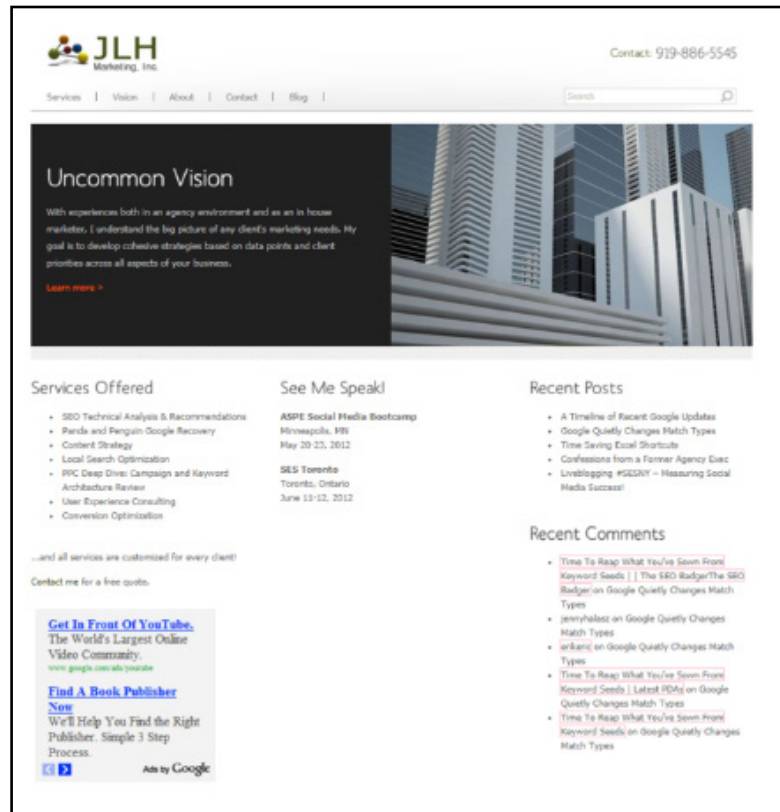 JLH
Marketing, Inc.
Contact: 919-886-5545
Services | Vision | About | Contact | Blog |
Search
Uncommon Vision
With experiences both in an agency environment and as an in house
marketer, I understand the big picture of any client's marketing needs. My
goal is to develop cohesive strategies based on data points and client
priorities across all aspects of your business.
Learn more >
Services Offered
SEO Technical Analysis & Recommendations
Panda and Penguin Google Recovery
Content Strategy
Local Search Optimization
PPC Deep Dive: Campaign and Keyword
Architecture Review
User Experience Consulting
Conversion Optimization
...and all services are customized for every client!
Contact me for a free quote.
Get In Front Of YouTube.
The World's Largest Online
Video Community.
www.google.com/ads/youtube
Find A Book Publisher
Now
We'll Help You Find the Right
Publisher. Simple 3 Step
Process.
Ads by Google
See Me Speak!
ASPE Social Media Bootcamp
Minneapolis, MN
May 20-23, 2012
SES Toronto
Toronto, Ontario
June 11-12, 2012
Recent Posts
A Timeline of Recent Google Updates
Google Quietly Changes Match Types
Time Saving Excel Shortcuts
Confessions from a Former Agency Exec
Liveblogging #SESNY – Measuring Social
Media Success!
Recent Comments
Time To Reap What You've Sown From
Keyword Seeds | | The SEO BadgerThe SEO
Badger on Google Quietly Changes Match
Types
jennyhalasz on Google Quietly Changes
Match Types
erikeric on Google Quietly Changes Match
Types
Time To Reap What You've Sown From
Keyword Seeds | Latest PDAs on Google
Quietly Changes Match Types
Time To Reap What You've Sown From
Keyword Seeds on Google Quietly Changes
Match Types